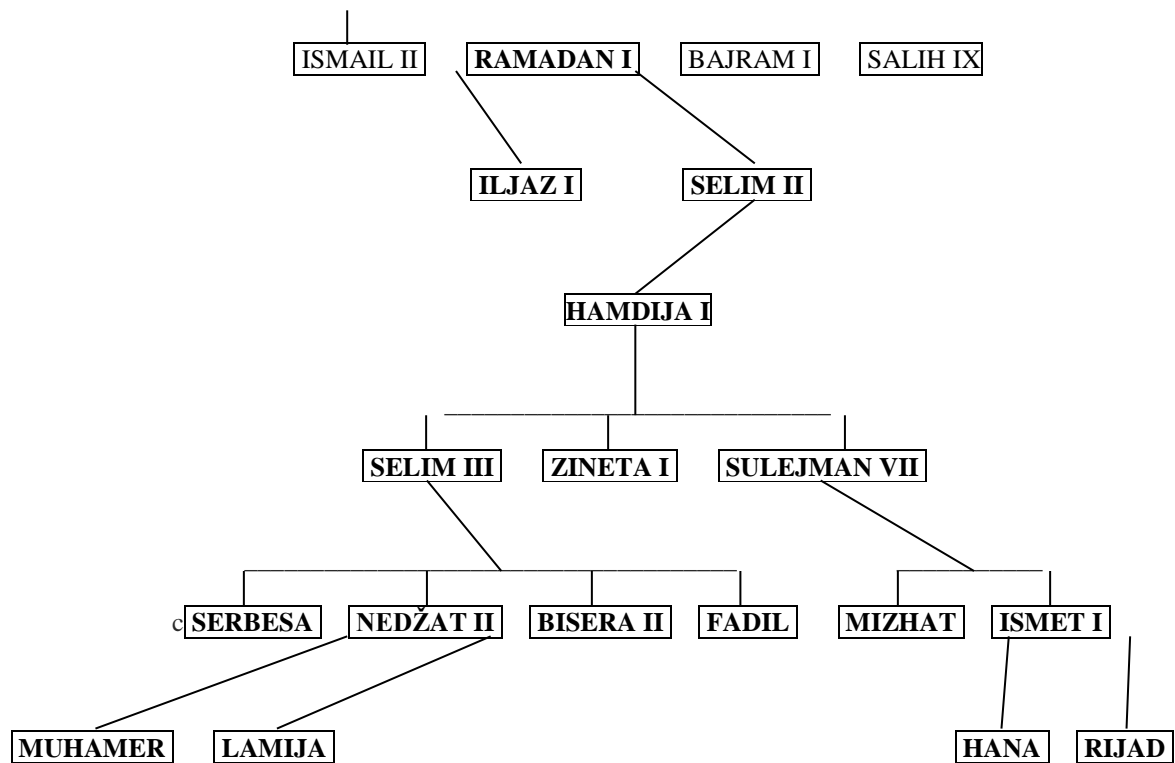 ISMAIL II RAMADAN I BAJRAM I SALIH IX
ILJAZ I SELIM II
HAMDIJA I
SELIM III ZINETA I SULEJMAN VII
c SERBESA NEDŽAT II BISERA II FADIL MIZHAT ISMET I
MUHAMER LAMIJA HANA RIJAD